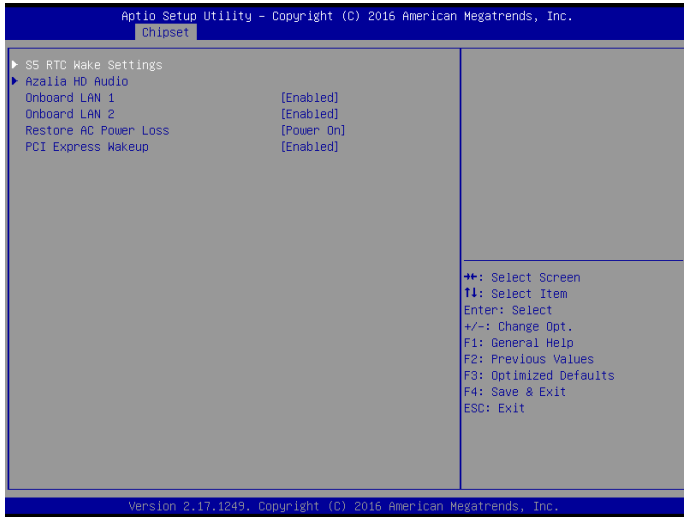 Aptio Setup Utility – Copyright (C) 2016 American Megatrends, Inc.
Chipset
▶ S5 RTC Wake Settings
▶ Azalia HD Audio
Onboard LAN 1 [Enabled]
Onboard LAN 2 [Enabled]
Restore AC Power Loss [Power On]
PCI Express Wakeup [Enabled]
→←: Select Screen
↑↓: Select Item
Enter: Select
+/-: Change Opt.
F1: General Help
F2: Previous Values
F3: Optimized Defaults
F4: Save & Exit
ESC: Exit
Version 2.17.1249. Copyright (C) 2016 American Megatrends, Inc.